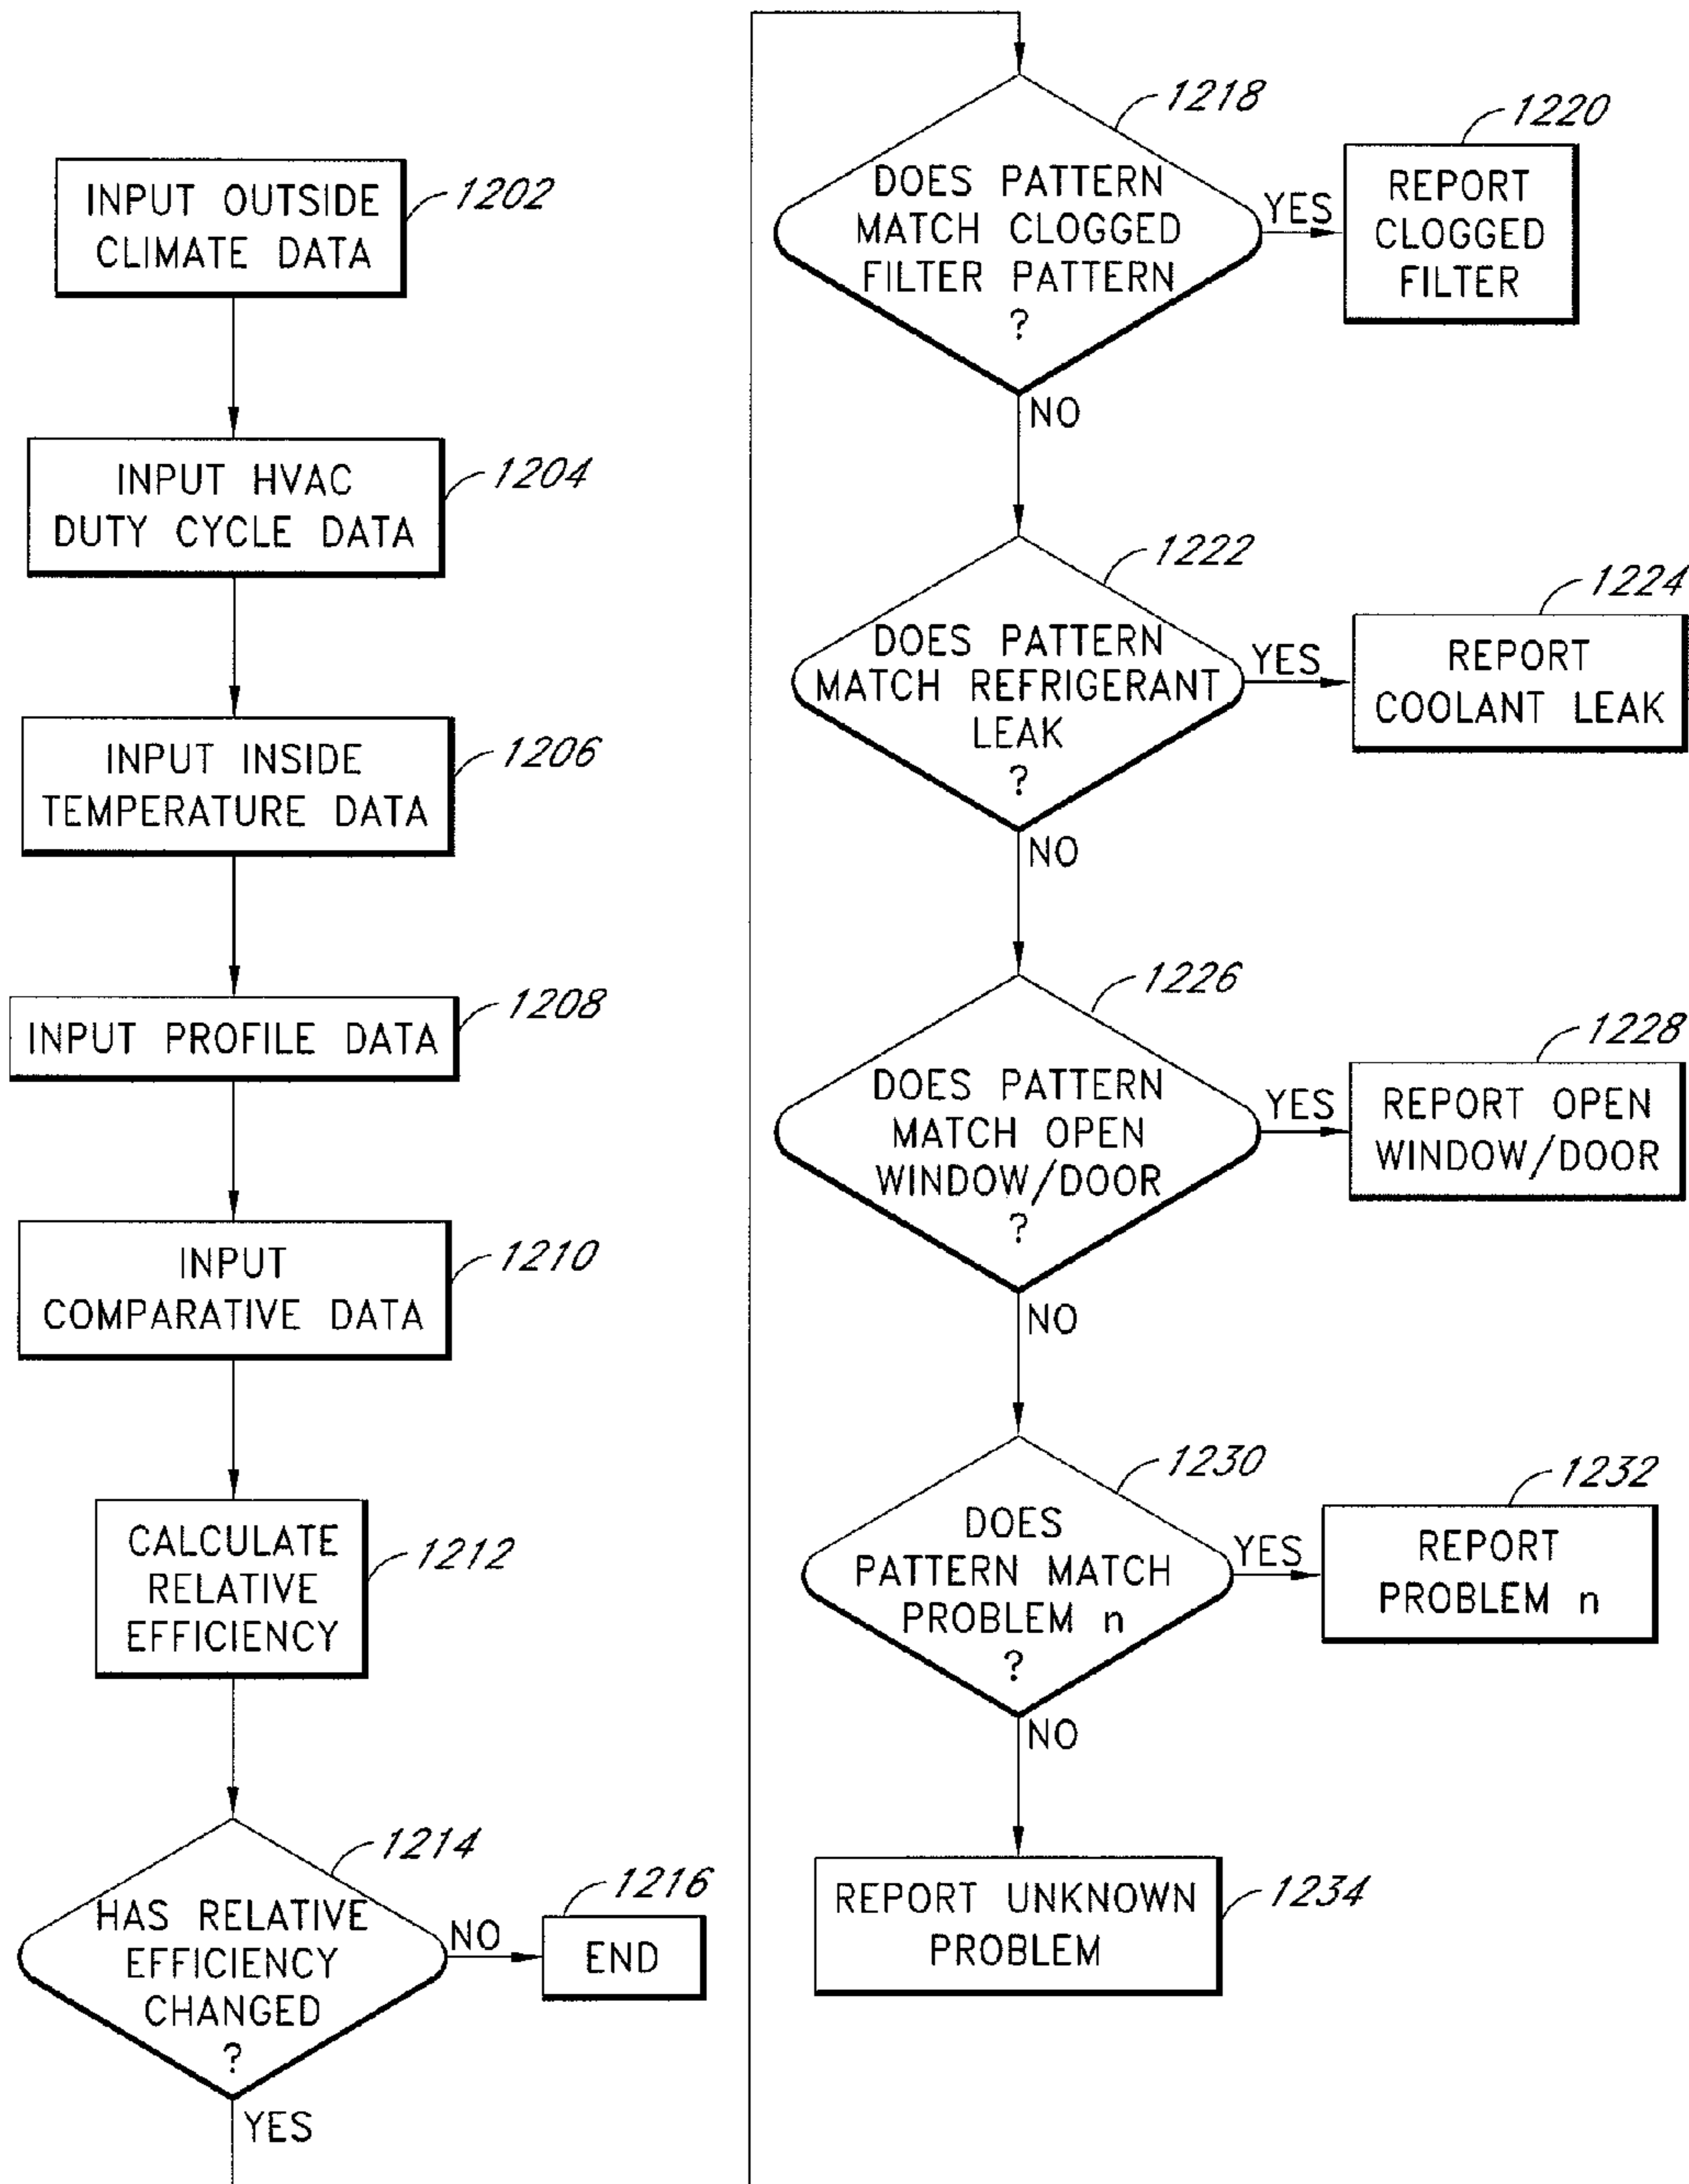 INPUT OUTSIDE
CLIMATE DATA
1202
INPUT HVAC
DUTY CYCLE DATA
1204
INPUT INSIDE
TEMPERATURE DATA
1206
INPUT PROFILE DATA
1208
INPUT
COMPARATIVE DATA
1210
CALCULATE
RELATIVE
EFFICIENCY
1212
HAS RELATIVE
EFFICIENCY
CHANGED
?
1214
NO
END
1216
YES
DOES PATTERN
MATCH CLOGGED
FILTER PATTERN
?
1218
YES
REPORT
CLOGGED
FILTER
1220
NO
DOES PATTERN
MATCH REFRIGERANT
LEAK
?
1222
YES
REPORT
COOLANT LEAK
1224
NO
DOES PATTERN
MATCH OPEN
WINDOW/DOOR
?
1226
YES
REPORT OPEN
WINDOW/DOOR
1228
NO
DOES
PATTERN MATCH
PROBLEM n
?
1230
YES
REPORT
PROBLEM n
1232
NO
REPORT UNKNOWN
PROBLEM
1234